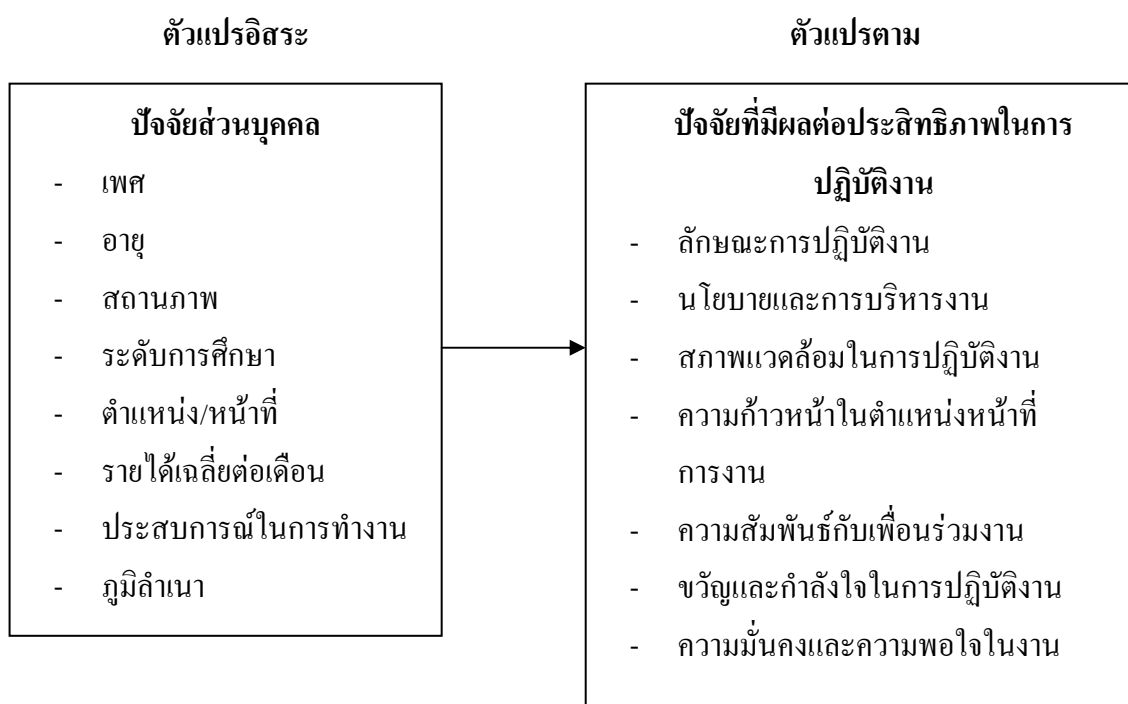 ตัวแปรอิสระ
ตัวแปรตาม
ปัจจัยส่วนบุคคล
- เพศ
- อายุ
- สถานภาพ
- ระดับการศึกษา
- ตำแหน่ง/หน้าที่
- รายได้เฉลี่ยต่อเดือน
- ประสบการณ์ในการทำงาน
- ภูมิลำเนา
ปัจจัยที่มีผลต่อประสิทธิภาพในการ
ปฏิบัติงาน
- ลักษณะการปฏิบัติงาน
- นโยบายและการบริหารงาน
- สภาพแวดล้อมในการปฏิบัติงาน
- ความก้าวหน้าในตำแหน่งหน้าที่
การงาน
- ความสัมพันธ์กับเพื่อนร่วมงาน
- ขวัญและกำลังใจในการปฏิบัติงาน
- ความมั่นคงและความพอใจในงาน